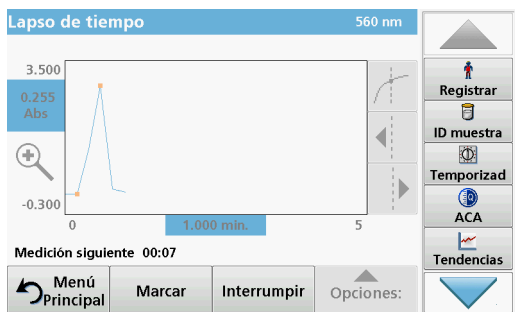 Lapso de tiempo 560 nm
3.500
0.255
Abs
-0.300
0 1.000 min. 5
Medición siguiente 00:07
Menú
Principal
Marcar
Interrumpir
Opciones:
Registrar
ID muestra
Temporizad
ACA
Tendencias